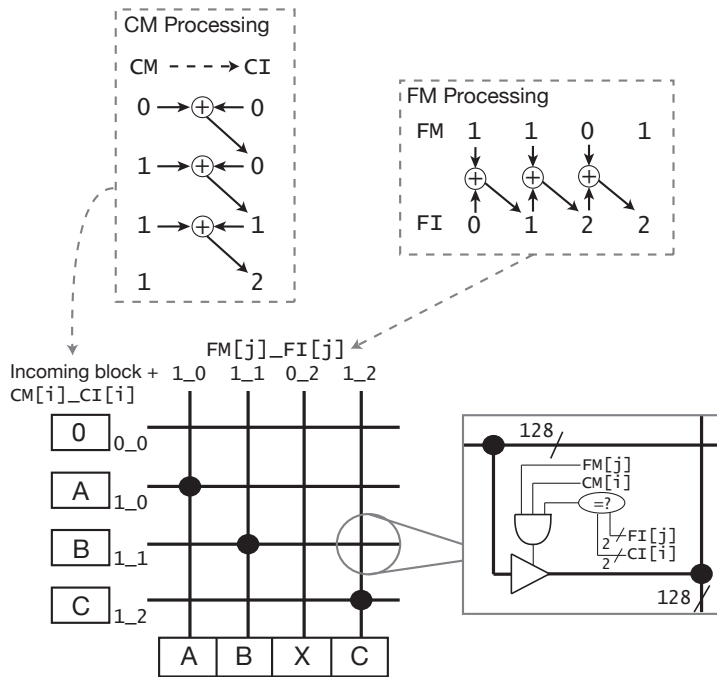 CM Processing
CM CI
0 + 0
1 + 0
1 + 1
1 2
FM Processing
FM 1 1 0 1
+ + +
FI 0 1 2 2
FM[j]_FI[j]
Incoming block + 1_0 1_1 0_2 1_2
CM[i]_CI[i]
0 0_0
A 1_0
B 1_1
C 1_2
A B X C
128
FM[j]
CM[i]
=?
2 FI[j]
2 CI[i]
128